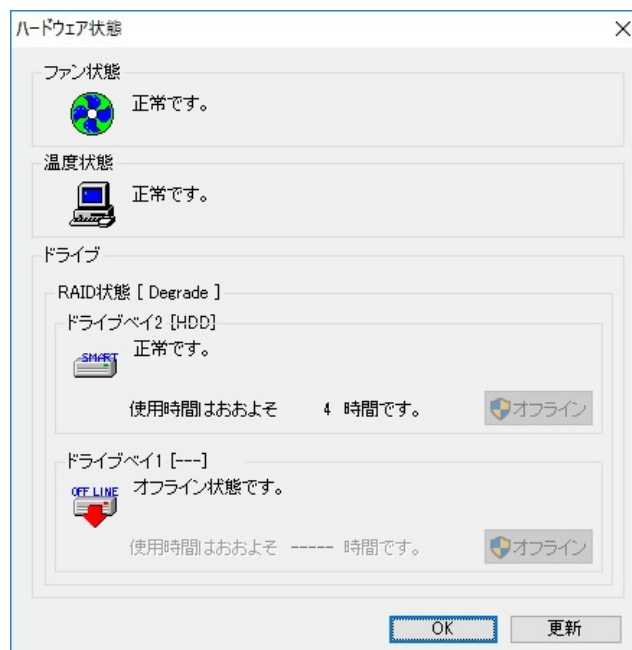 ハードウェア状態
ファン状態
正常です。
温度状態
正常です。
ドライブ
RAID状態 [ Degrade ]
ドライブベイ2 [HDD]
SMART
正常です。
使用時間はおおよそ 4 時間です。
オフライン
ドライブベイ1 [---]
OFF LINE
オフライン状態です。
使用時間はおおよそ ----- 時間です。
オフライン
OK
更新